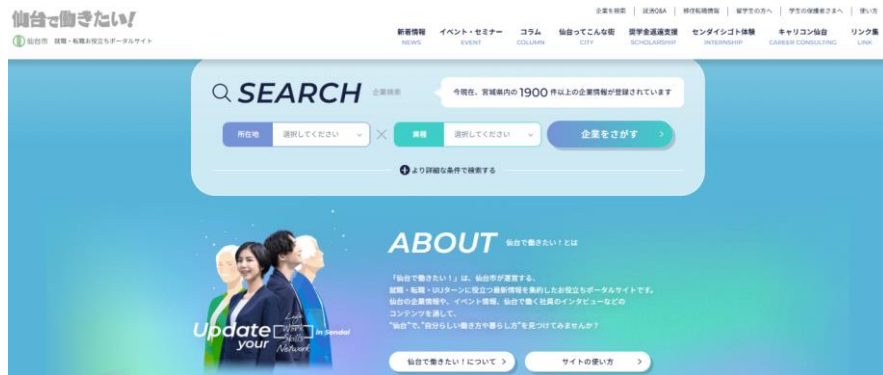 仙台で働きたい!
仙台市 就職・転職お役立ちポータルサイト
企業を検索 就活Q&A 移住転職情報 留学生の方へ 学生の保護者さまへ 使い方
新着情報 イベント・セミナー コラム 仙台ってこんな街 奨学金返還支援 センダイシゴト体験 キャリコン仙台 リンク集
NEWS EVENT COLUMN CITY SCHOLARSHIP INTERNSHIP CAREER CONSULTING LINK
SEARCH 企業検索
今現在、宮城県内の1900件以上の企業情報が登録されています
所在地 選択してください × 業種 選択してください 企業をさがす
より詳細な条件で検索する
ABOUT 仙台で働きたい!とは
「仙台で働きたい!」は、仙台市が運営する、
就職・転職・UIJターンに役立つ最新情報を集約したお役立ちポータルサイトです。
仙台の企業情報や、イベント情報、仙台で働く社員のインタビューなどの
コンテンツを通して、
"仙台"で、"自分らしい働き方や暮らし方"を見つけてみませんか?
Update your Life Work Skills Network in Sendai
仙台で働きたい!について サイトの使い方